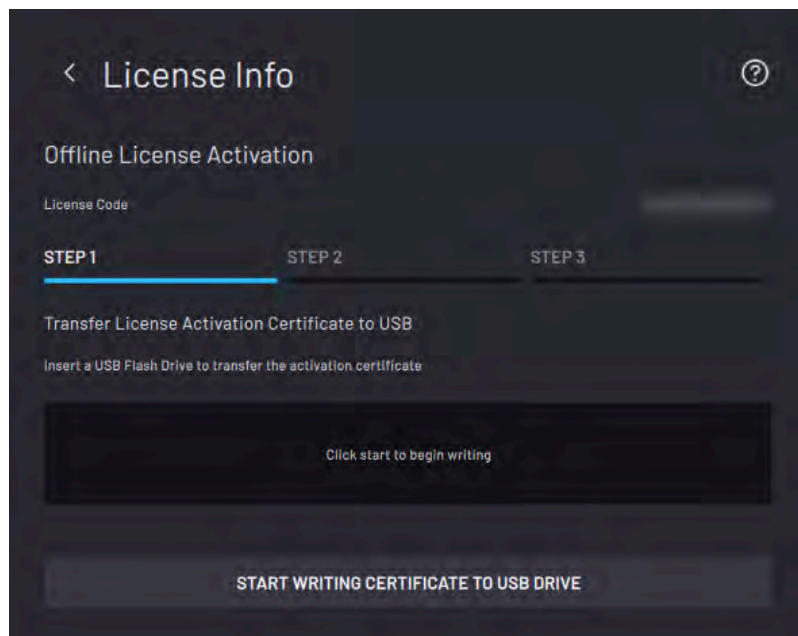 License Info
Offline License Activation
License Code
STEP 1 STEP 2 STEP 3
Transfer License Activation Certificate to USB
Insert a USB Flash Drive to transfer the activation certificate
Click start to begin writing
START WRITING CERTIFICATE TO USB DRIVE